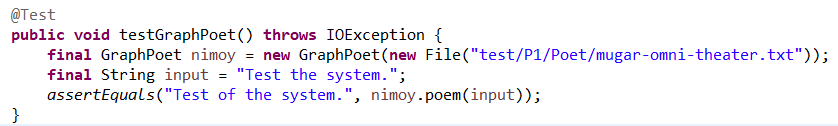 @Test
public void testGraphPoet() throws IOException {
    final GraphPoet nimoy = new GraphPoet(new File("test/P1/Poet/mugar-omni-theater.txt"));
    final String input = "Test the system.";
    assertEquals("Test of the system.", nimoy.poem(input));
}